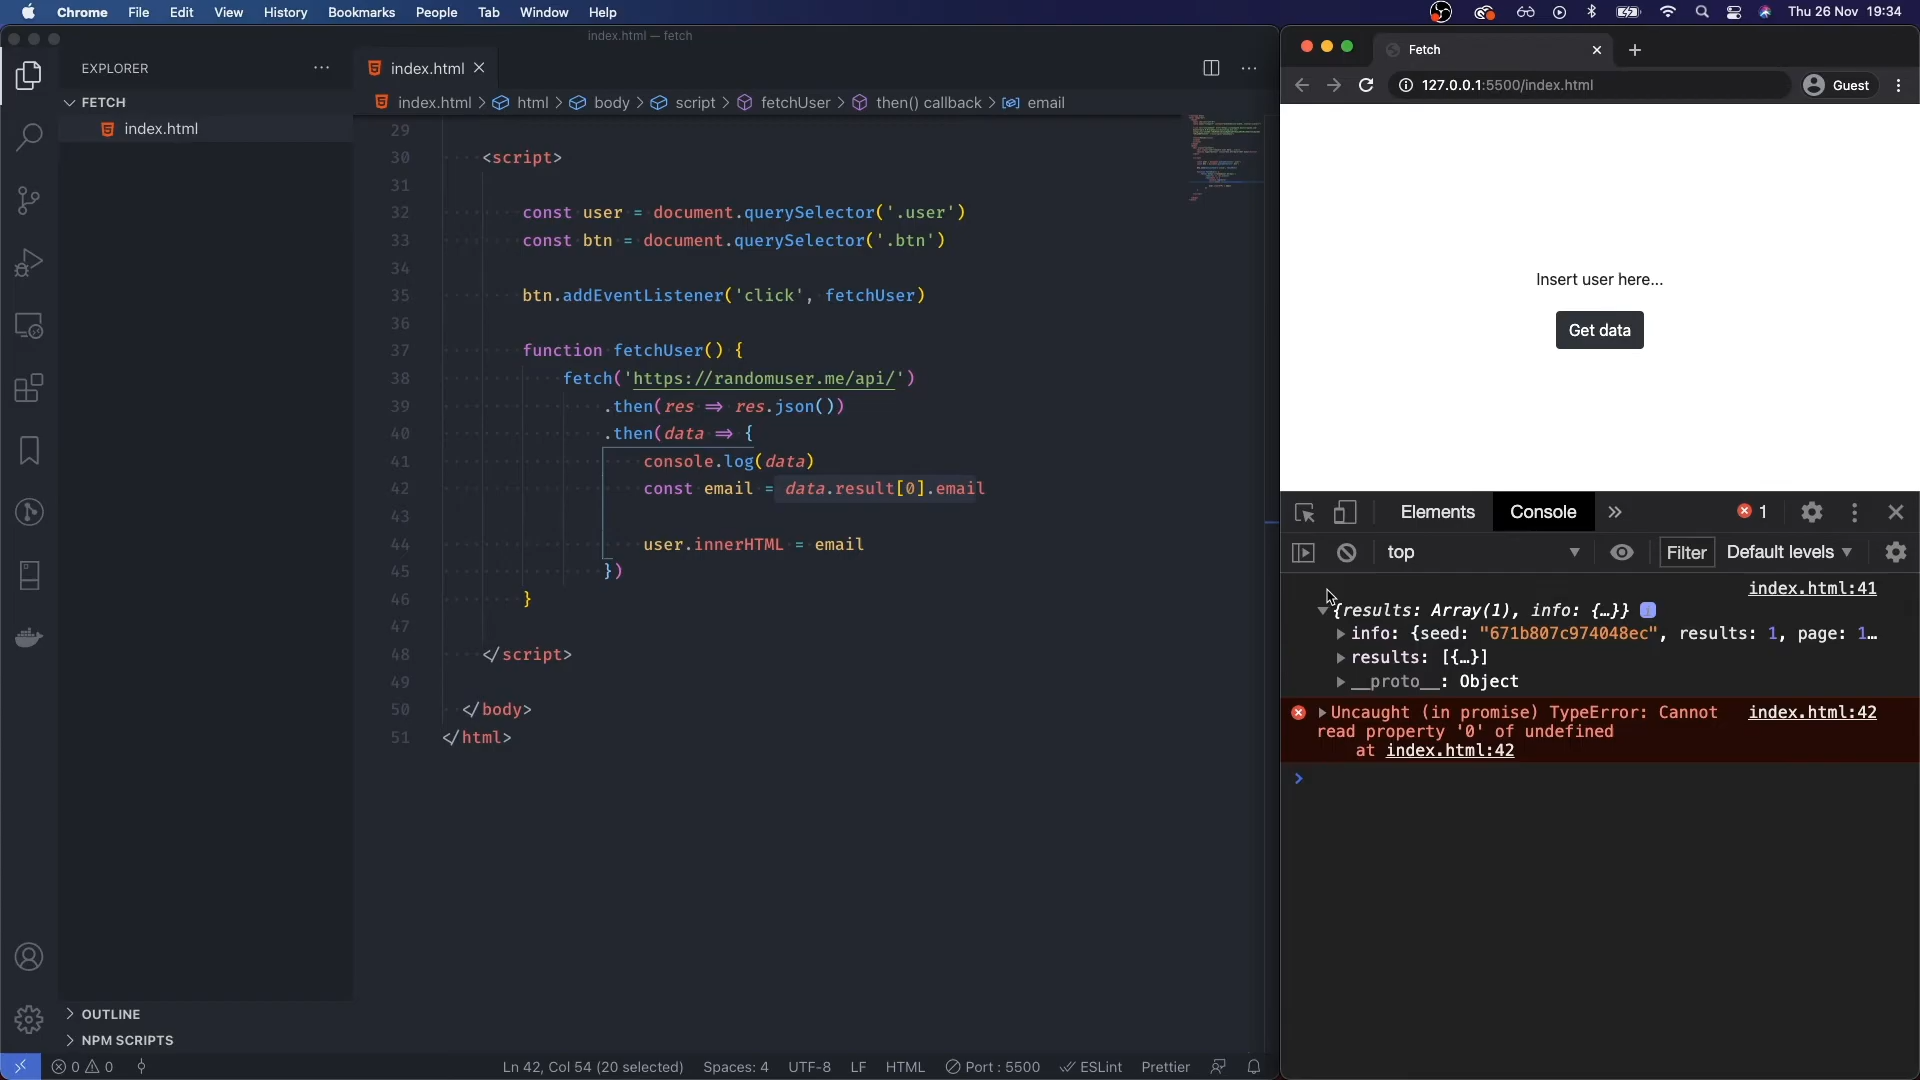 Chrome File Edit View History Bookmarks People Tab Window Help
Thu 26 Nov 19:34
index.html — fetch
EXPLORER
FETCH
index.html
OUTLINE
NPM SCRIPTS
index.html
index.html > html > body > script > fetchUser > then() callback > email
29
30 <script>
31
32 const user = document.querySelector('.user')
33 const btn = document.querySelector('.btn')
34
35 btn.addEventListener('click', fetchUser)
36
37 function fetchUser() {
38 fetch('https://randomuser.me/api/')
39 .then(res => res.json())
40 .then(data => {
41 console.log(data)
42 const email = data.result[0].email
43
44 user.innerHTML = email
45 })
46 }
47
48 </script>
49
50 </body>
51 </html>
0 0
Ln 42, Col 54 (20 selected) Spaces: 4 UTF-8 LF HTML Port : 5500 ESLint Prettier
Fetch
127.0.0.1:5500/index.html
Guest
Insert user here...
Get data
Elements Console » 1
top Filter Default levels
index.html:41
{results: Array(1), info: {…}} i
info: {seed: "671b807c974048ec", results: 1, page: 1…
results: [{…}]
__proto__: Object
Uncaught (in promise) TypeError: Cannot index.html:42
read property '0' of undefined
at index.html:42